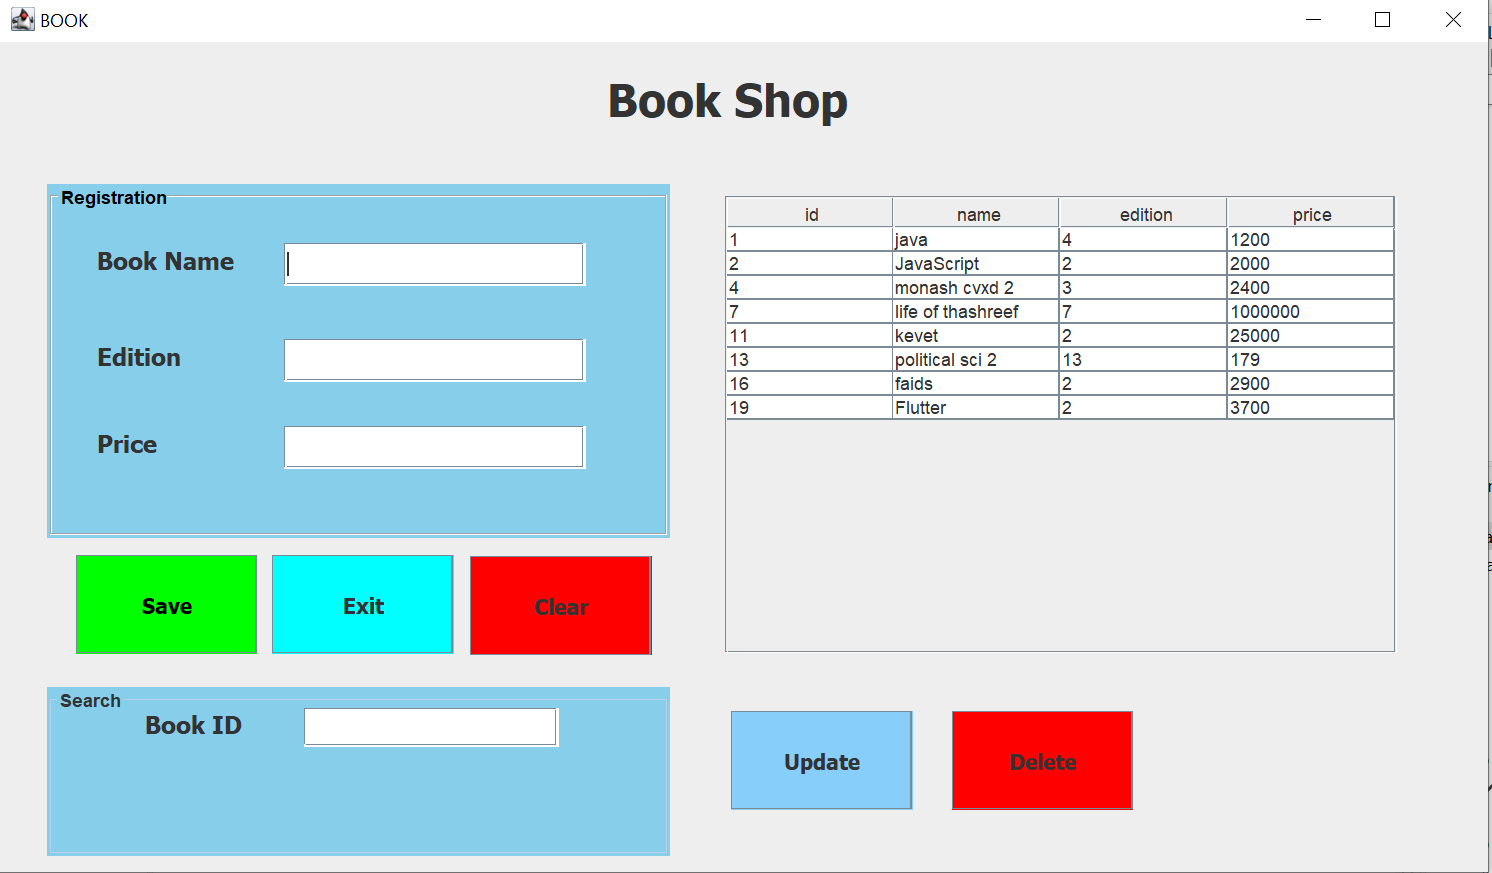 BOOK
Book Shop
Registration
Book Name
Edition
Price
Save Exit Clear
Search
Book ID
id name edition price
1 java 4 1200
2 JavaScript 2 2000
4 monash cvxd 2 3 2400
7 life of thashreef 7 1000000
11 kevet 2 25000
13 political sci 2 13 179
16 faids 2 2900
19 Flutter 2 3700
Update Delete